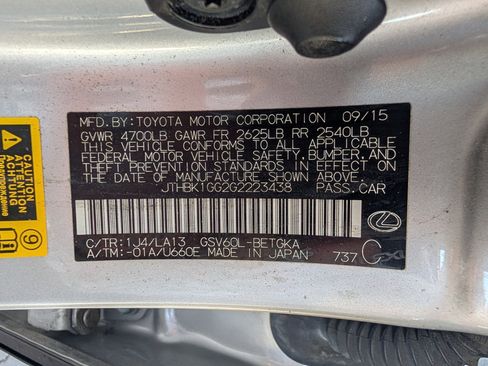 MFD.BY:TOYOTA MOTOR CORPORATION 09/15
GVWR 4700LB GAWR FR 2625LB RR 2540LB
THIS VEHICLE CONFORMS TO ALL APPLICABLE
FEDERAL MOTOR VEHICLE SAFETY,BUMPER,AND
THEFT PREVENTION STANDARDS IN EFFECT ON
THE DATE OF MANUFACTURE SHOWN ABOVE.
JTHBK1GG2G2223438 PASS.CAR
C/TR:1J4/LA13 GSV60L-BETGKA
A/TM:-01A/U660E MADE IN JAPAN 737
9